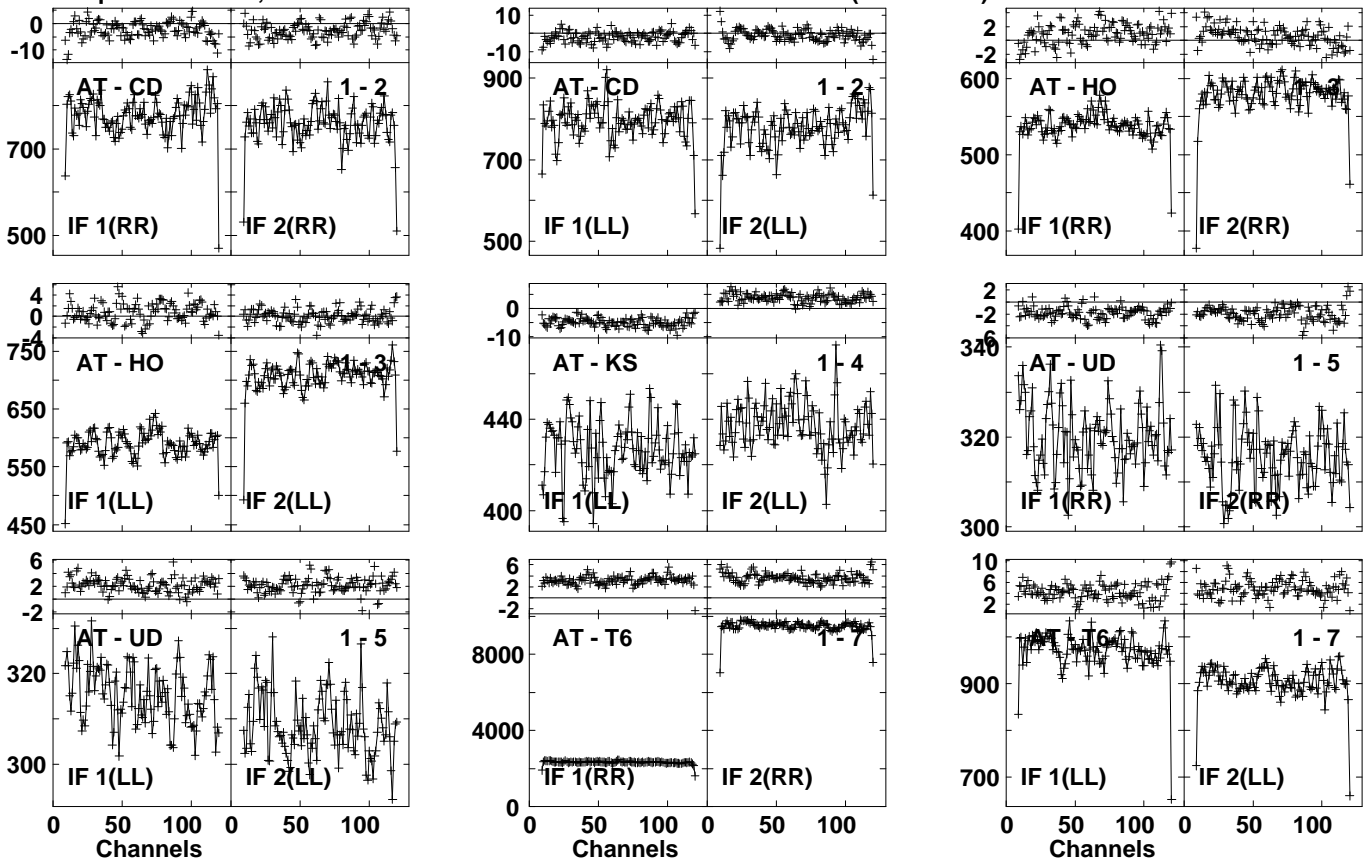 0 10 2
-10 0 -2
-10
600
AT - CD 1 - 2 900 AT - CD 1 - 2 AT - HO 1 - 3
700 700 500
500 IF 1(RR) IF 2(RR) 500 IF 1(LL) IF 2(LL) 400 IF 1(RR) IF 2(RR)
4 0 2
0 -10 -2
-4 -6
750 AT - HO 1 - 3 AT - KS 1 - 4 340 AT - UD 1 - 5
650 440 320
550
450 IF 1(LL) IF 2(LL) 400 IF 1(LL) IF 2(LL) 300 IF 1(RR) IF 2(RR)
6 6 10
2 2 6
-2 -2 2
AT - UD 1 - 5 AT - T6 1 - 7 AT - T6 1 - 7
320 8000 900
4000
300 IF 1(LL) IF 2(LL) 0 IF 1(RR) IF 2(RR) 700 IF 1(LL) IF 2(LL)
0 50 100 0 50 100 0 50 100 0 50 100 0 50 100 0 50 100
Channels Channels Channels